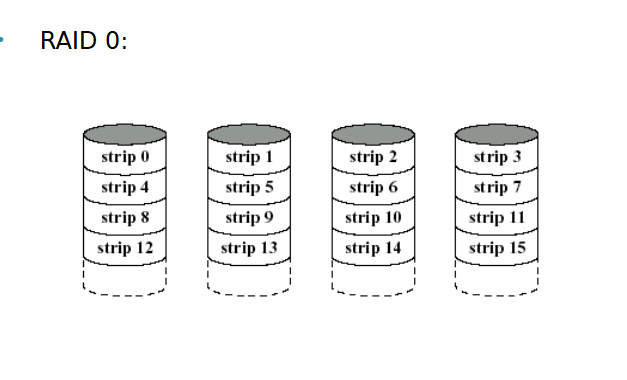 RAID 0:
strip 0 strip 1 strip 2 strip 3
strip 4 strip 5 strip 6 strip 7
strip 8 strip 9 strip 10 strip 11
strip 12 strip 13 strip 14 strip 15